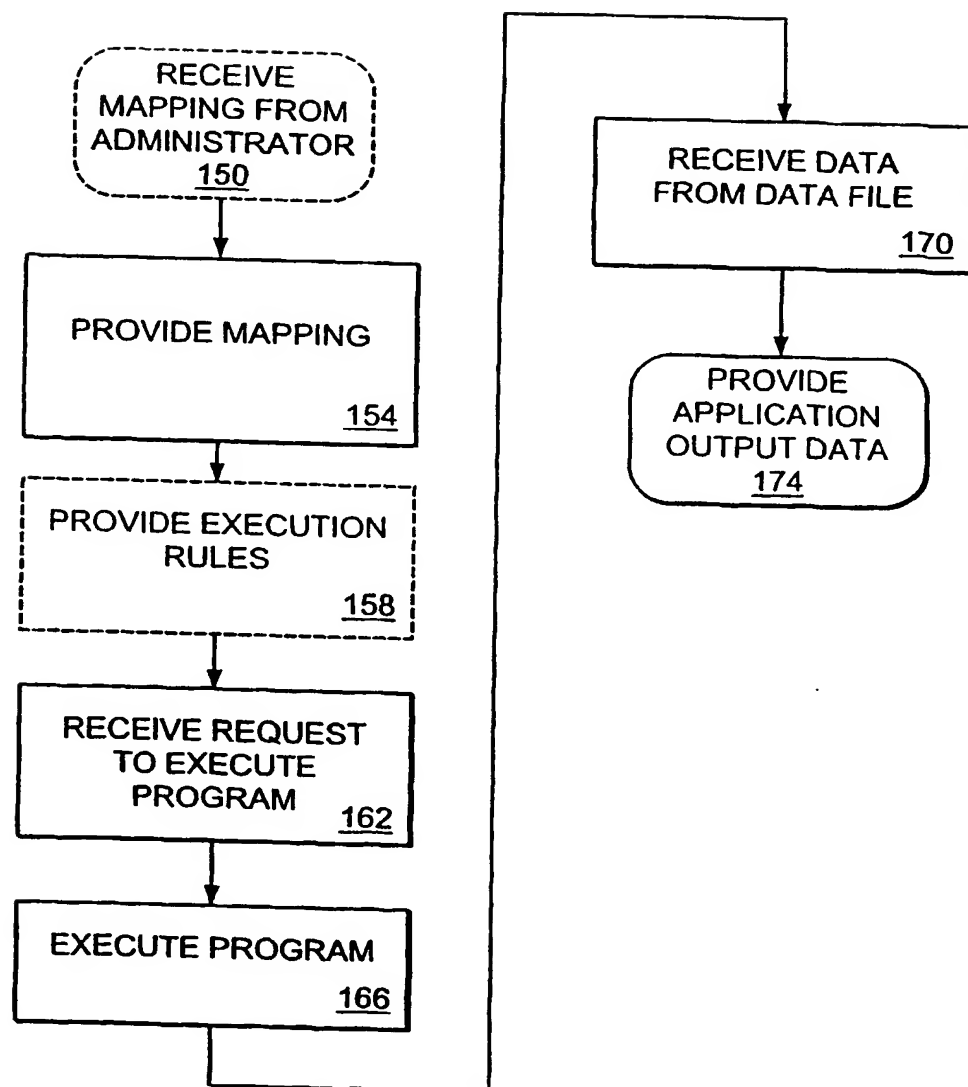 RECEIVE
MAPPING FROM
ADMINISTRATOR
150
PROVIDE MAPPING
154
PROVIDE EXECUTION
RULES
158
RECEIVE REQUEST
TO EXECUTE
PROGRAM
162
EXECUTE PROGRAM
166
RECEIVE DATA
FROM DATA FILE
170
PROVIDE
APPLICATION
OUTPUT DATA
174